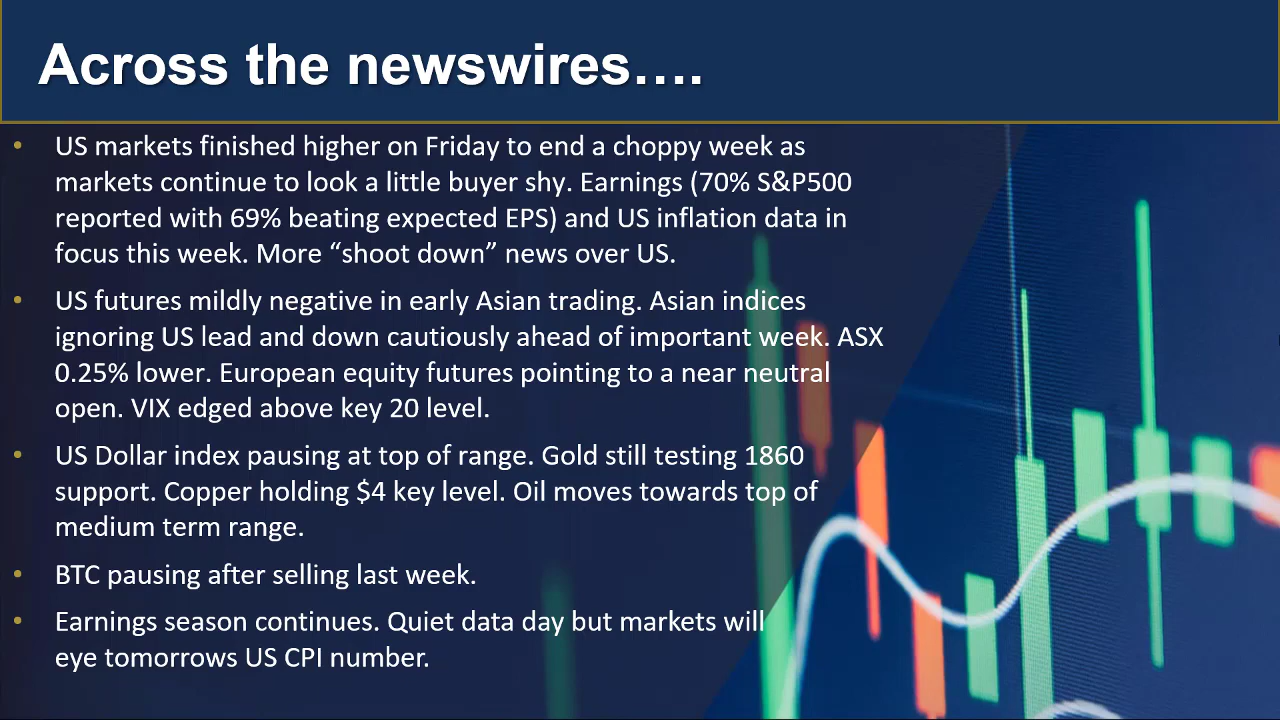 Across the newswires….
• US markets finished higher on Friday to end a choppy week as
markets continue to look a little buyer shy. Earnings (70% S&P500
reported with 69% beating expected EPS) and US inflation data in
focus this week. More “shoot down” news over US.
• US futures mildly negative in early Asian trading. Asian indices
ignoring US lead and down cautiously ahead of important week. ASX
0.25% lower. European equity futures pointing to a near neutral
open. VIX edged above key 20 level.
• US Dollar index pausing at top of range. Gold still testing 1860
support. Copper holding $4 key level. Oil moves towards top of
medium term range.
• BTC pausing after selling last week.
• Earnings season continues. Quiet data day but markets will
eye tomorrows US CPI number.